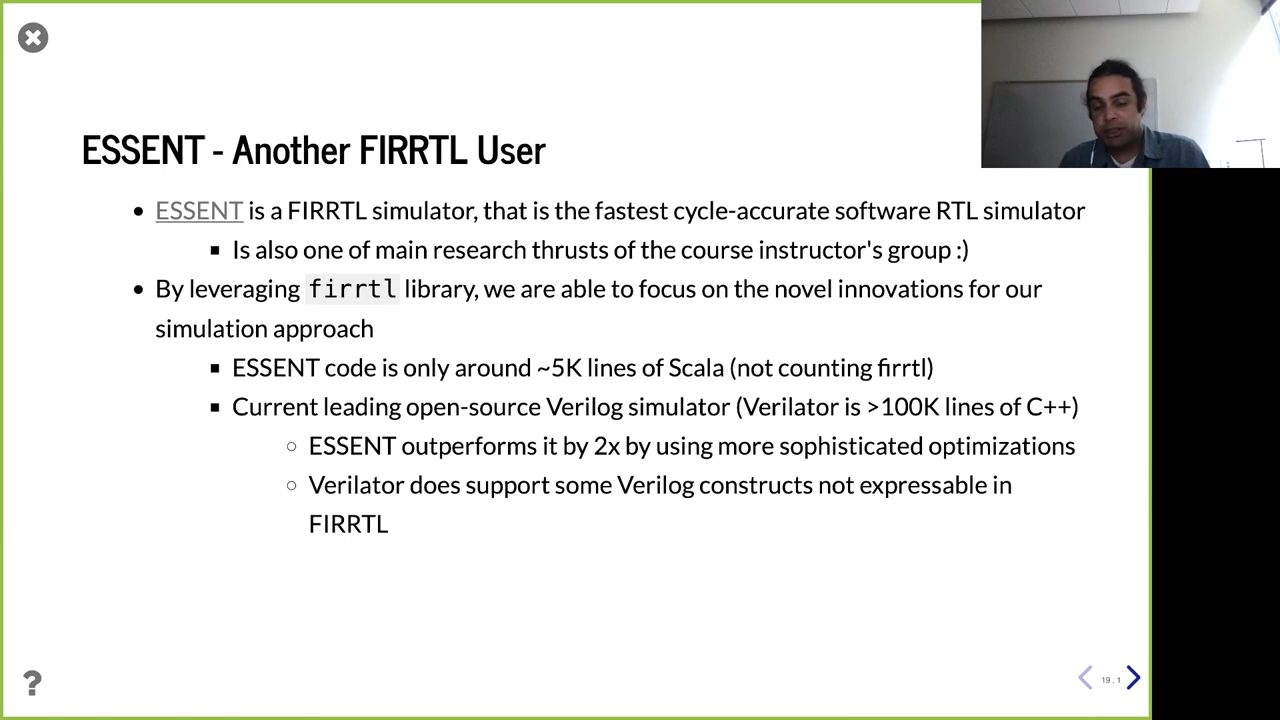 ESSENT - Another FIRRTL User
ESSENT is a FIRRTL simulator, that is the fastest cycle-accurate software RTL simulator
Is also one of main research thrusts of the course instructor's group :)
By leveraging firrtl library, we are able to focus on the novel innovations for our
simulation approach
ESSENT code is only around ~5K lines of Scala (not counting firrtl)
Current leading open-source Verilog simulator (Verilator is >100K lines of C++)
ESSENT outperforms it by 2x by using more sophisticated optimizations
Verilator does support some Verilog constructs not expressable in
FIRRTL
?
19.1